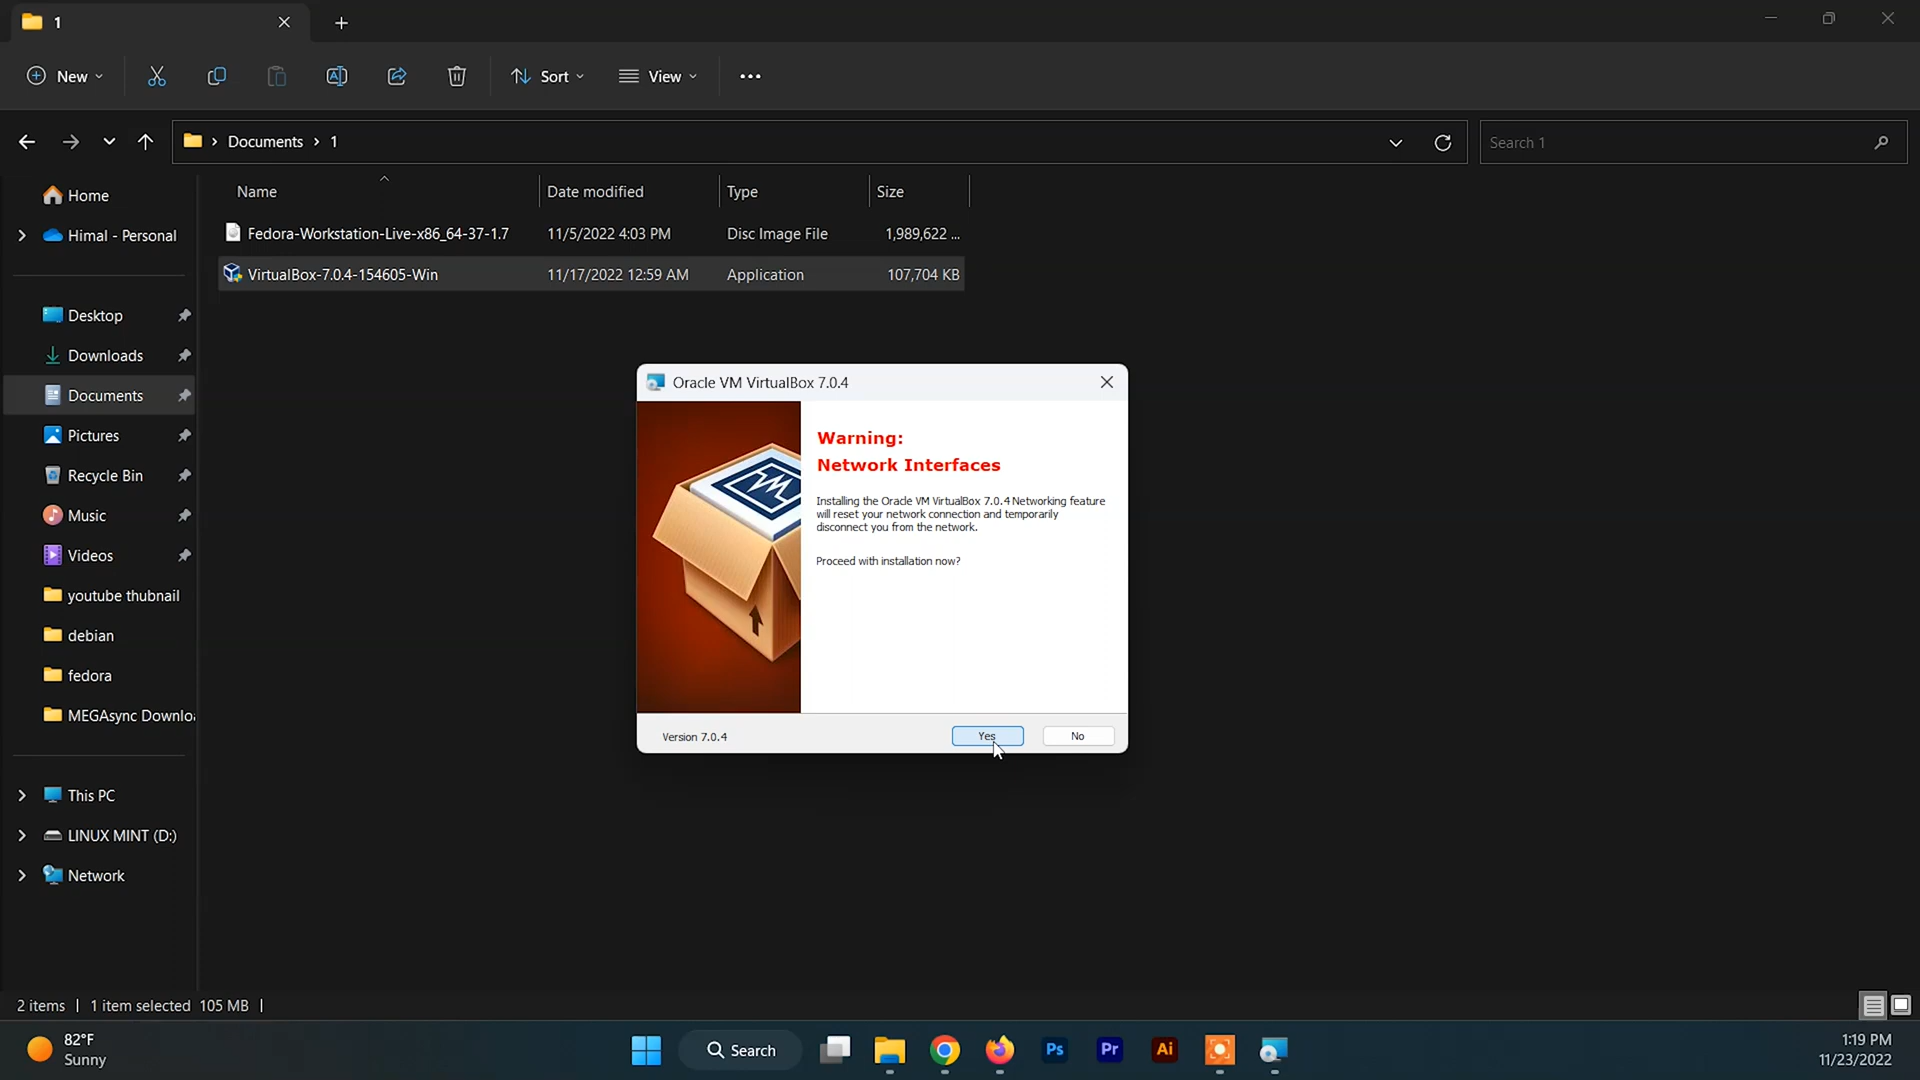 1
New
Sort
View
Documents > 1
Search 1
Name
Date modified
Type
Size
Fedora-Workstation-Live-x86_64-37-1.7
11/5/2022 4:03 PM
Disc Image File
1,989,622 ...
VirtualBox-7.0.4-154605-Win
11/17/2022 12:59 AM
Application
107,704 KB
Home
Himal - Personal
Desktop
Downloads
Documents
Pictures
Recycle Bin
Music
Videos
youtube thubnail
debian
fedora
MEGAsync Downloa
This PC
LINUX MINT (D:)
Network
Oracle VM VirtualBox 7.0.4
Warning:
Network Interfaces
Installing the Oracle VM VirtualBox 7.0.4 Networking feature
will reset your network connection and temporarily
disconnect you from the network.
Proceed with installation now?
Version 7.0.4
Yes
No
2 items
1 item selected 105 MB
82°F
Sunny
Search
Ps
Pr
Ai
1:19 PM
11/23/2022